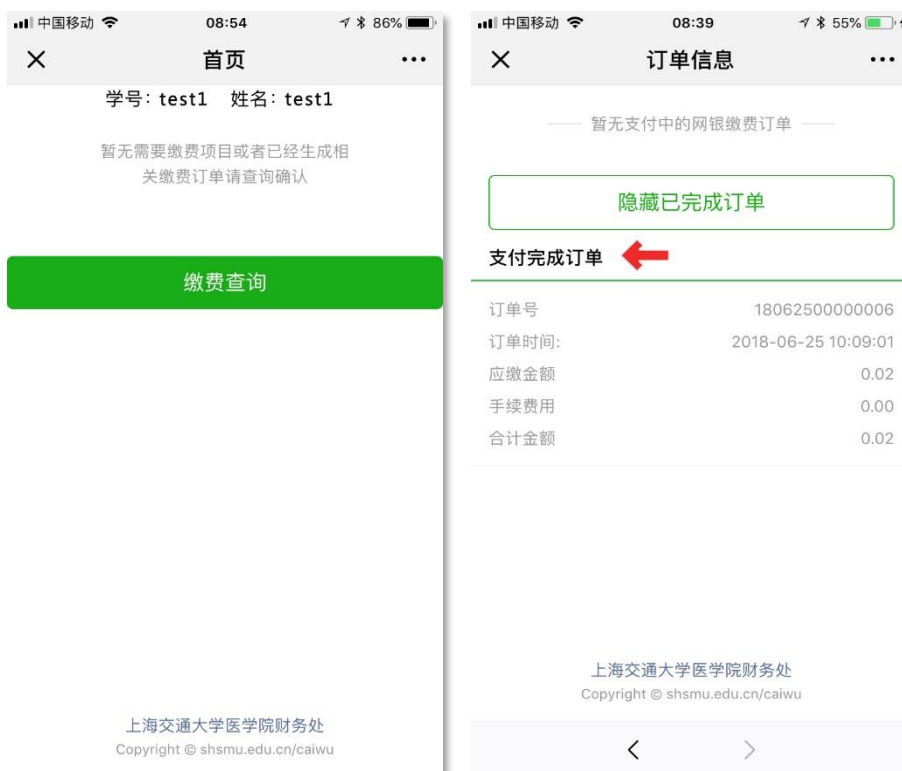 中国移动 08:54 86%
首页
学号: test1 姓名: test1
暂无需要缴费项目或者已经生成相
关缴费订单请查询确认
缴费查询
上海交通大学医学院财务处
Copyright © shsmu.edu.cn/caiwu
中国移动 08:39 55%
订单信息
暂无支付中的网银缴费订单
隐藏已完成订单
支付完成订单
订单号 18062500000006
订单时间: 2018-06-25 10:09:01
应缴金额 0.02
手续费用 0.00
合计金额 0.02
上海交通大学医学院财务处
Copyright © shsmu.edu.cn/caiwu